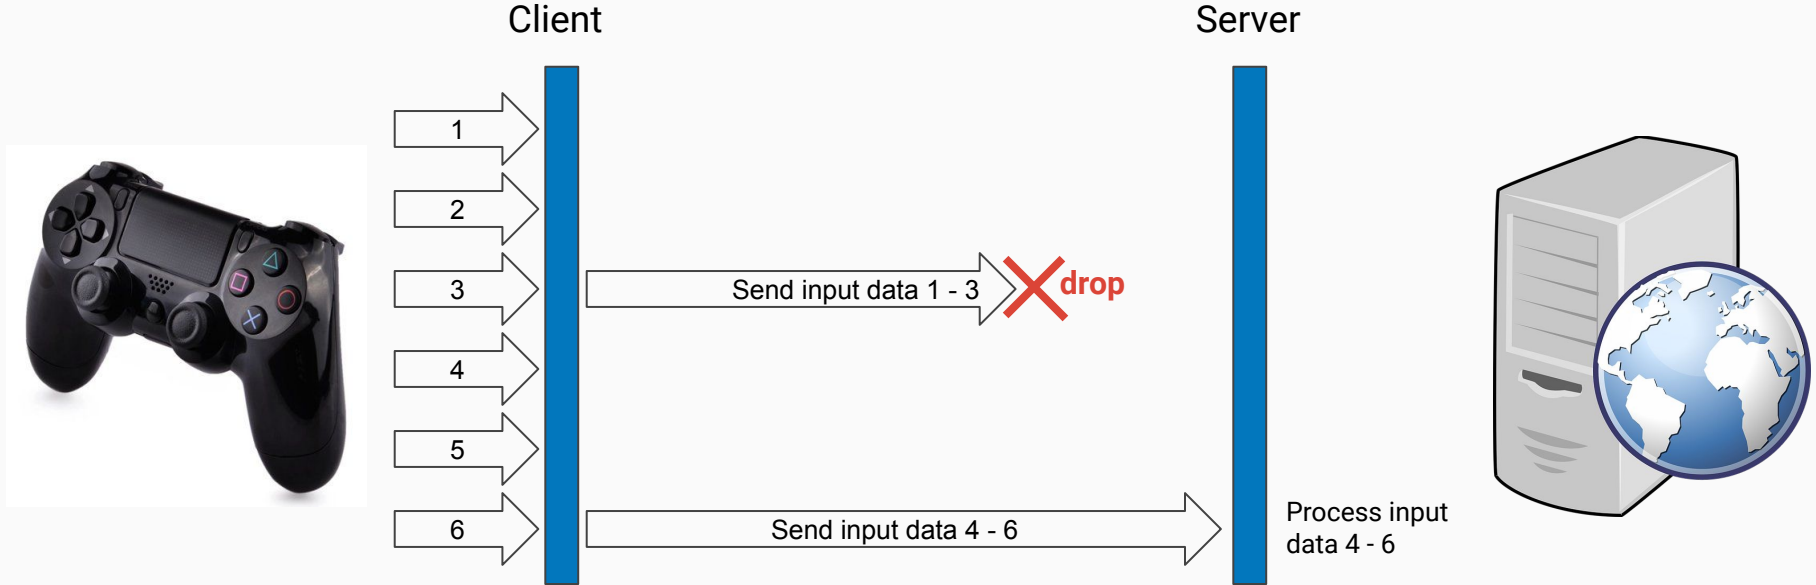 Client
Server
1
2
3
Send input data 1 - 3
drop
4
5
6
Send input data 4 - 6
Process input
data 4 - 6